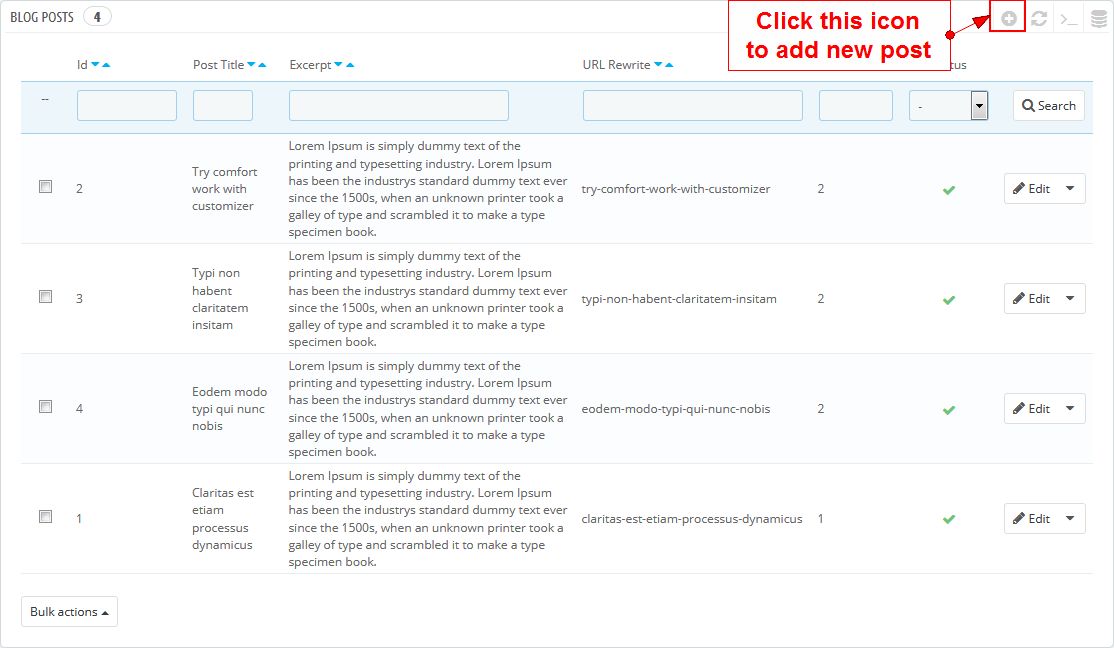 BLOG POSTS 4
Click this icon
to add new post
>_
Id Post Title Excerpt URL Rewrite tus
-- - Search
2
Try comfort
work with
customizer
Lorem Ipsum is simply dummy text of the
printing and typesetting industry. Lorem Ipsum
has been the industrys standard dummy text ever
since the 1500s, when an unknown printer took a
galley of type and scrambled it to make a type
specimen book.
try-comfort-work-with-customizer 2 Edit
3
Typi non
habent
claritatem
insitam
Lorem Ipsum is simply dummy text of the
printing and typesetting industry. Lorem Ipsum
has been the industrys standard dummy text ever
since the 1500s, when an unknown printer took a
galley of type and scrambled it to make a type
specimen book.
typi-non-habent-claritatem-insitam 2 Edit
4
Eodem modo
typi qui nunc
nobis
Lorem Ipsum is simply dummy text of the
printing and typesetting industry. Lorem Ipsum
has been the industrys standard dummy text ever
since the 1500s, when an unknown printer took a
galley of type and scrambled it to make a type
specimen book.
eodem-modo-typi-qui-nunc-nobis 2 Edit
1
Claritas est
etiam
processus
dynamicus
Lorem Ipsum is simply dummy text of the
printing and typesetting industry. Lorem Ipsum
has been the industrys standard dummy text ever
since the 1500s, when an unknown printer took a
galley of type and scrambled it to make a type
specimen book.
claritas-est-etiam-processus-dynamicus 1 Edit
Bulk actions